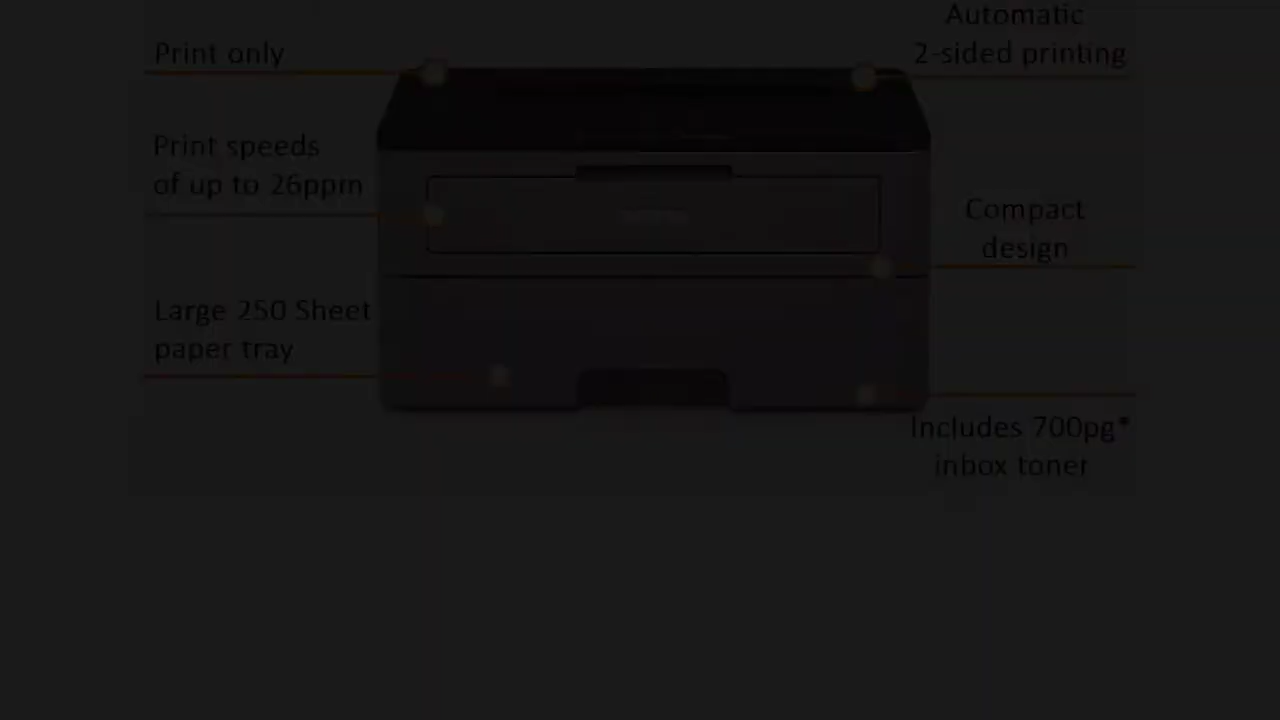 Print only
Print speeds
of up to 26ppm
Large 250 Sheet
paper tray
Automatic
2-sided printing
Compact
design
Includes 700pg*
inbox toner